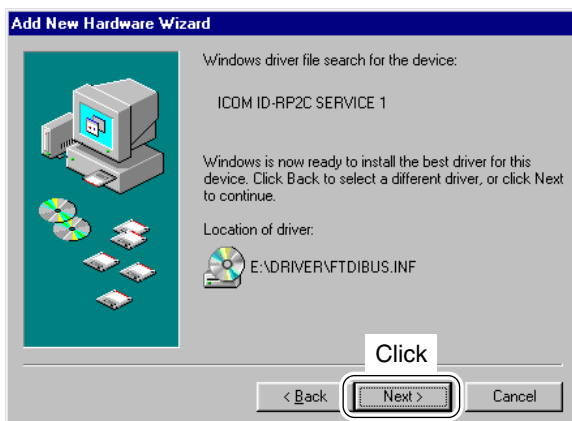 Add New Hardware Wizard
Windows driver file search for the device:
ICOM ID-RP2C SERVICE 1
Windows is now ready to install the best driver for this
device. Click Back to select a different driver, or click Next
to continue.
Location of driver:
E:\DRIVER\FTDIBUS.INF
Click
< Back
Next >
Cancel